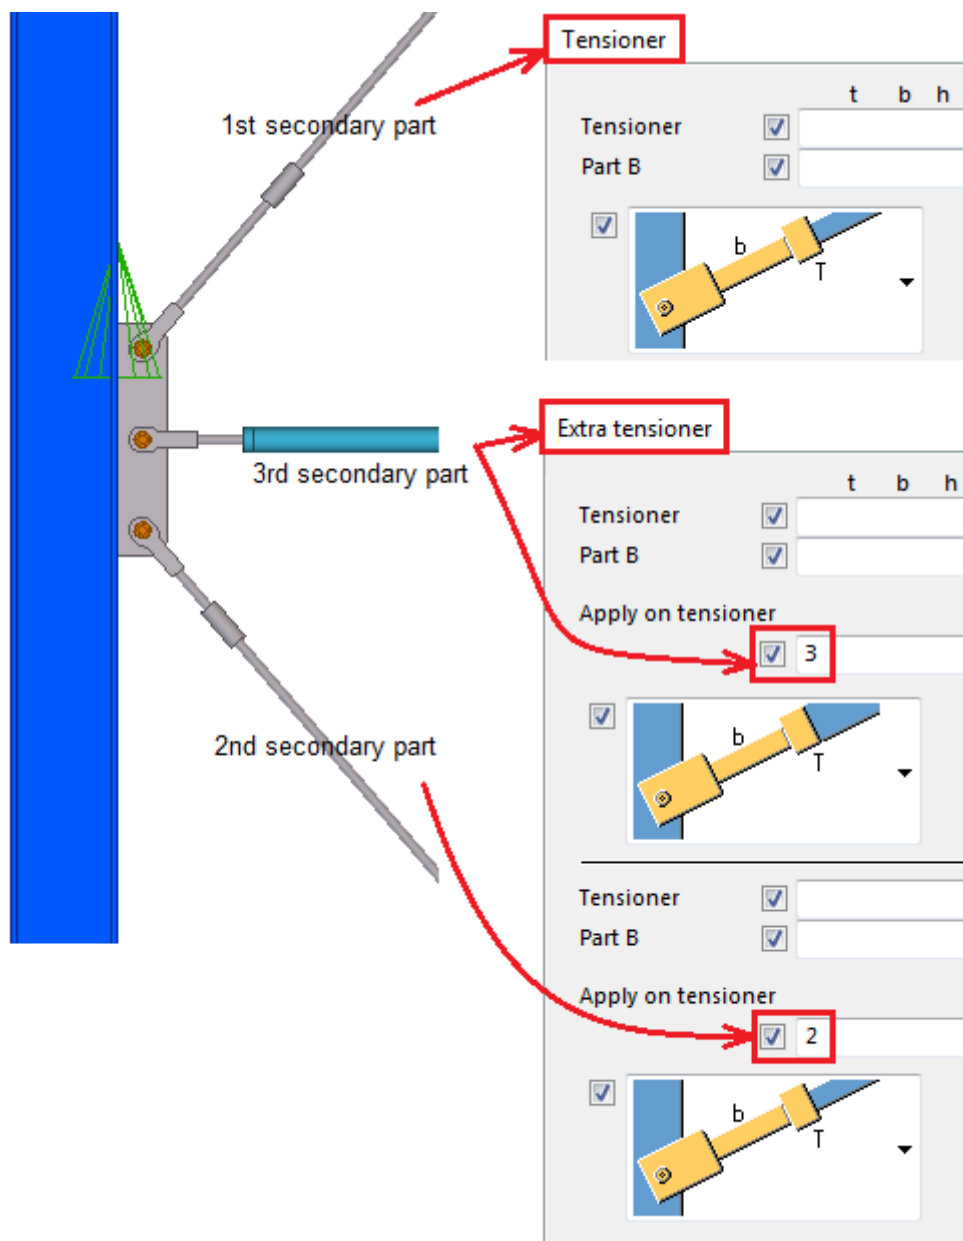 Tensioner
t b h
1st secondary part
Tensioner
Part B
b
T
Extra tensioner
3rd secondary part
t b h
Tensioner
Part B
Apply on tensioner
3
b
T
2nd secondary part
Tensioner
Part B
Apply on tensioner
2
b
T